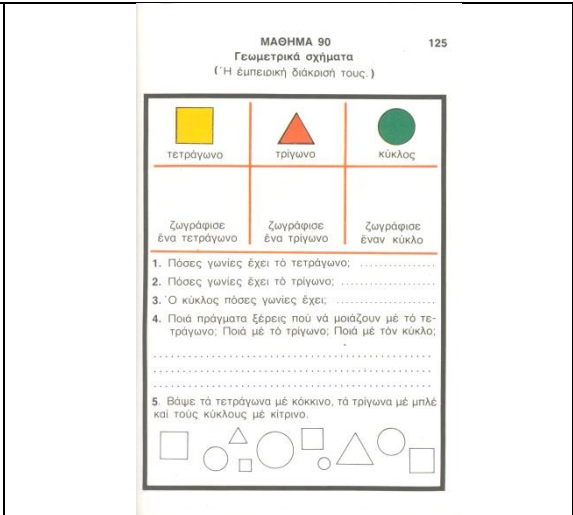 ΜΑΘΗΜΑ 90 125
Γεωμετρικά σχήματα
(Ἡ ἐμπειρική διάκρισή τους.)
τετράγωνο τρίγωνο κύκλος
ζωγράφισε ζωγράφισε ζωγράφισε
ἕνα τετράγωνο ἕνα τρίγωνο ἕναν κύκλο
1. Πόσες γωνίες ἔχει τὸ τετράγωνο; ................
2. Πόσες γωνίες ἔχει τὸ τρίγωνο; ..................
3. Ὁ κύκλος πόσες γωνίες ἔχει; ..................
4. Ποιά πράγματα ξέρεις πού νά μοιάζουν μέ τό τε-
τράγωνο; Ποιά μέ τό τρίγωνο; Ποιά μέ τόν κύκλο;
5. Βάψε τά τετράγωνα μέ κόκκινο, τά τρίγωνα μέ μπλέ
καί τούς κύκλους μέ κίτρινο.